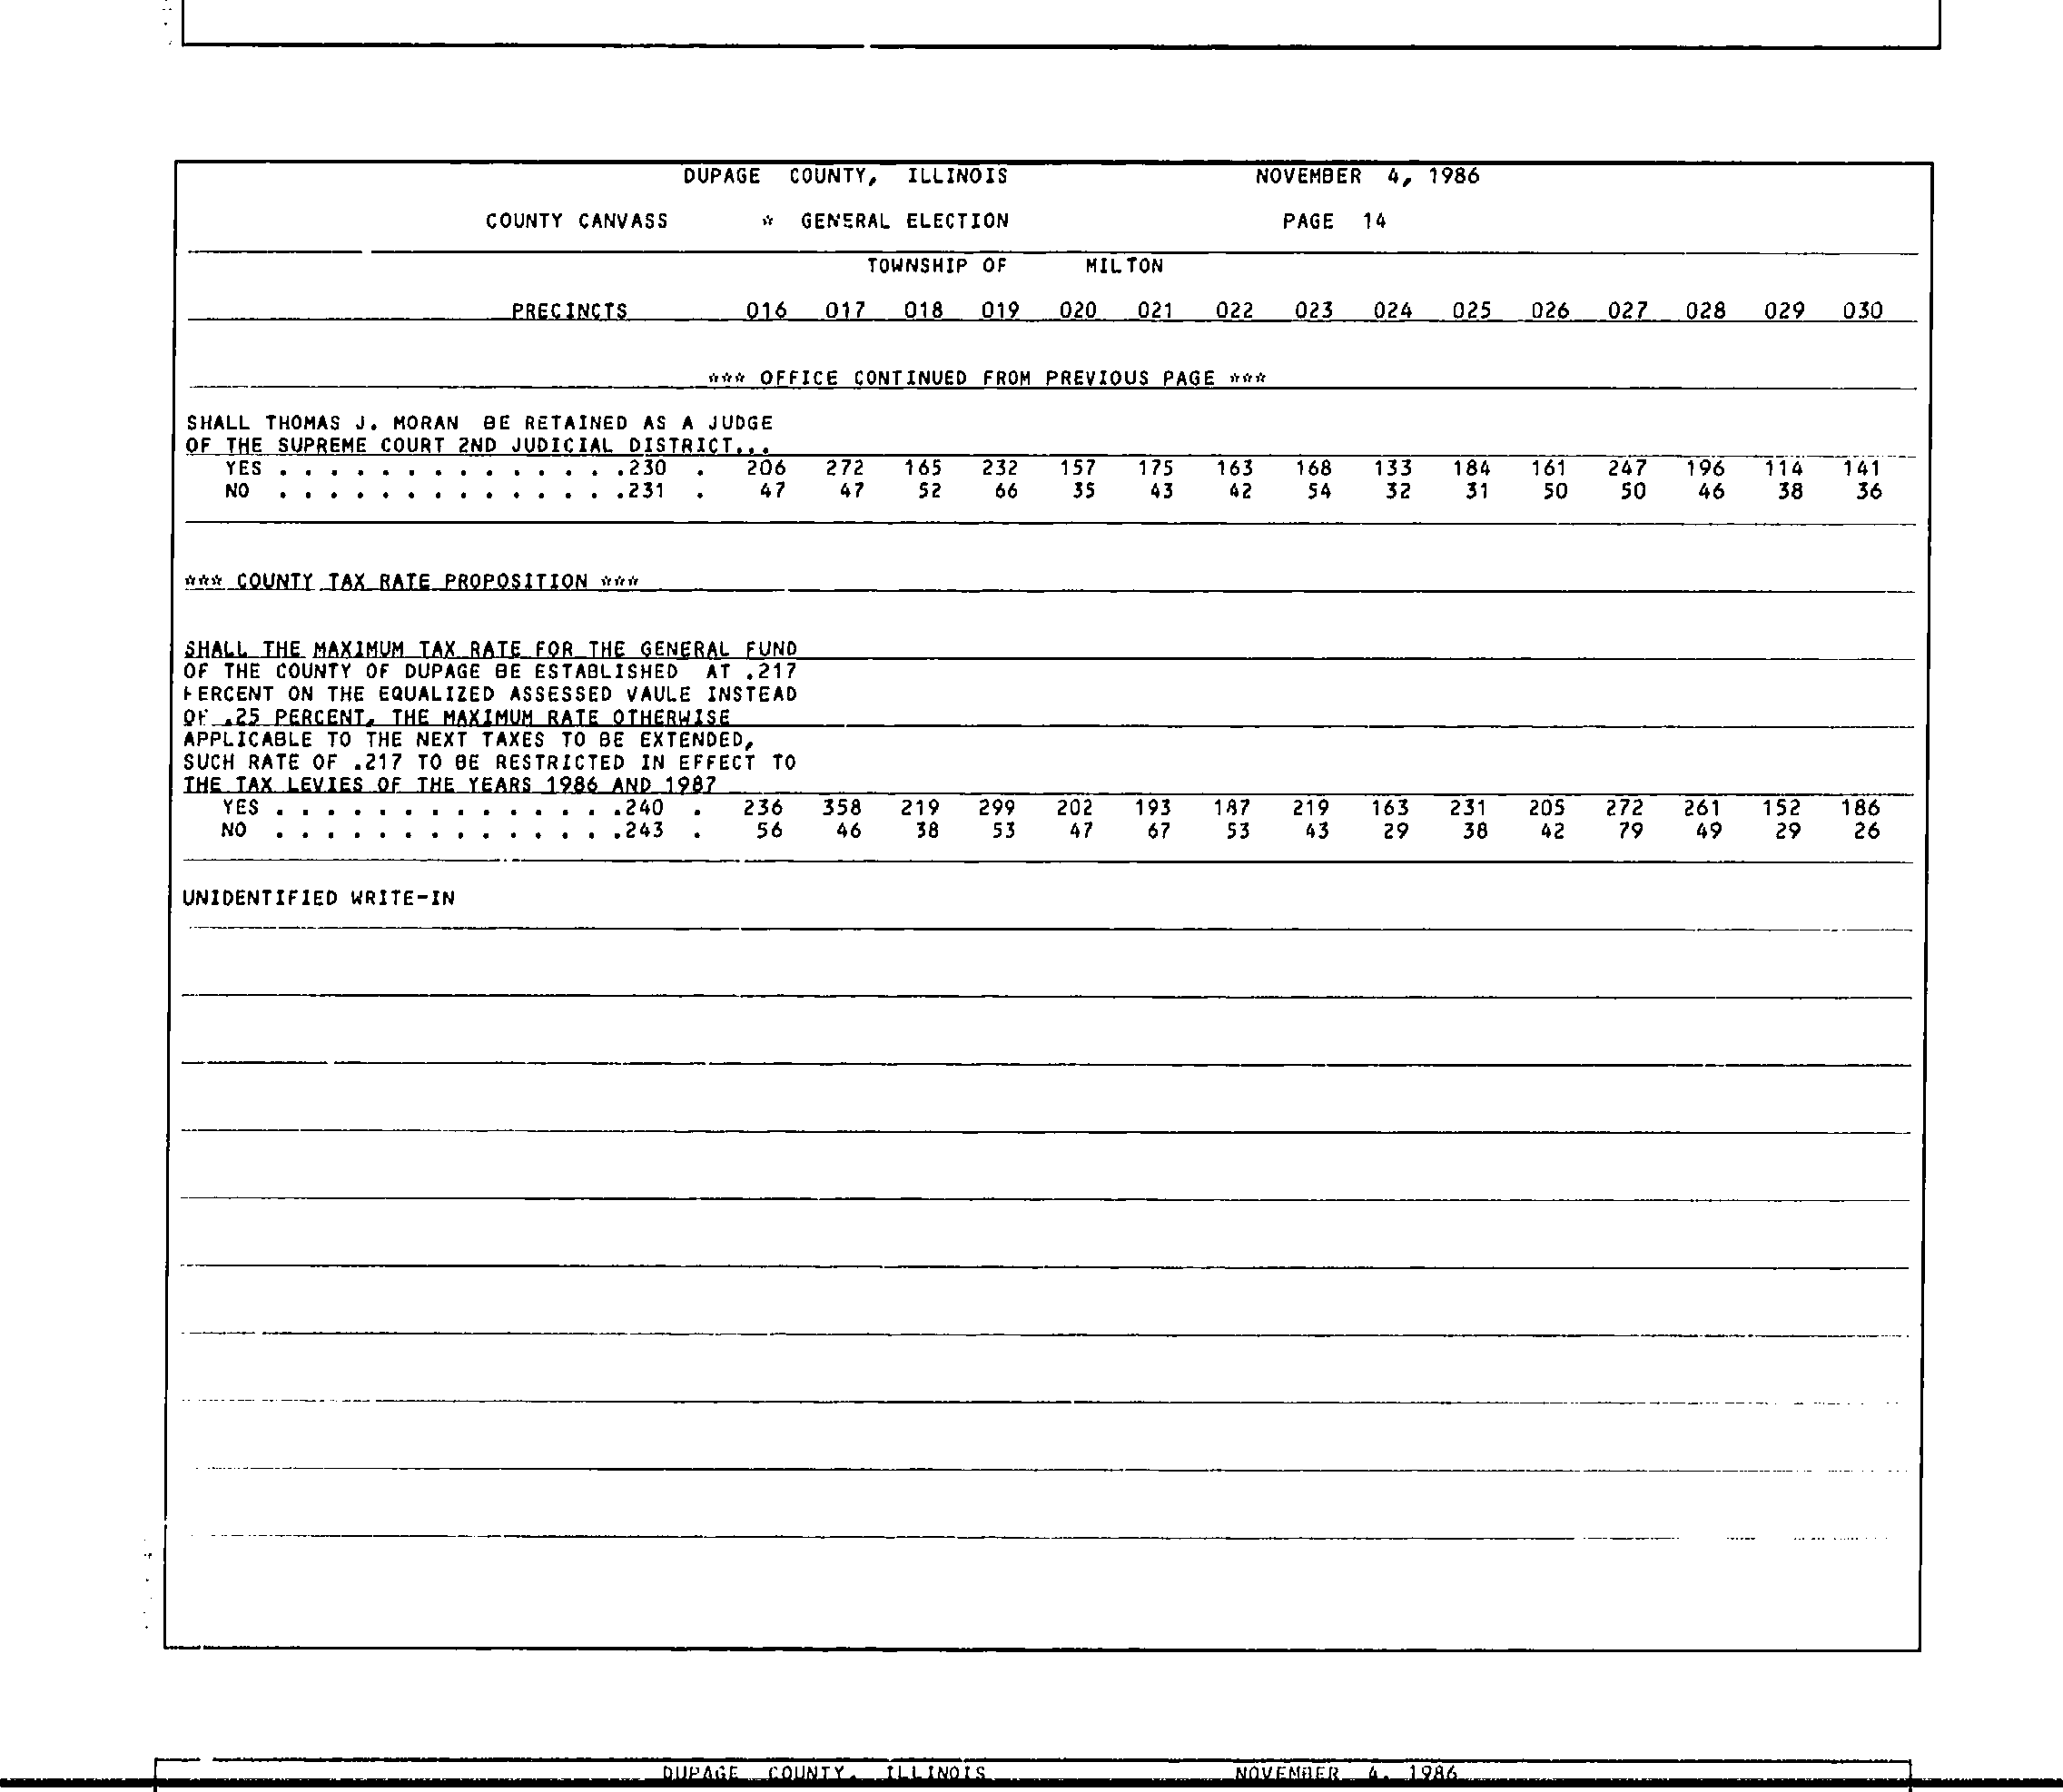 DUPAGE COUNTY, ILLINOIS NOVEMBER 4, 1986
COUNTY CANVASS * GENERAL ELECTION PAGE 14
TOWNSHIP OF MILTON
PRECINCTS 016 017 018 019 020 021 022 023 024 025 026 027 028 029 030
*** OFFICE CONTINUED FROM PREVIOUS PAGE ***
SHALL THOMAS J. MORAN BE RETAINED AS A JUDGE
OF THE SUPREME COURT 2ND JUDICIAL DISTRICT...
YES . . . . . . . . . . . . . . .230 . 206 272 165 232 157 175 163 168 133 184 161 247 196 114 141
NO . . . . . . . . . . . . . . .231 . 47 47 52 66 35 43 42 54 32 31 50 50 46 38 36
*** COUNTY TAX RATE PROPOSITION ***
SHALL THE MAXIMUM TAX RATE FOR THE GENERAL FUND
OF THE COUNTY OF DUPAGE BE ESTABLISHED AT .217
PERCENT ON THE EQUALIZED ASSESSED VAULE INSTEAD
OF .25 PERCENT, THE MAXIMUM RATE OTHERWISE
APPLICABLE TO THE NEXT TAXES TO BE EXTENDED,
SUCH RATE OF .217 TO BE RESTRICTED IN EFFECT TO
THE TAX LEVIES OF THE YEARS 1986 AND 1987
YES . . . . . . . . . . . . . . .240 . 236 358 219 299 202 193 187 219 163 231 205 272 261 152 186
NO . . . . . . . . . . . . . . .243 . 56 46 38 53 47 67 53 43 29 38 42 79 49 29 26
UNIDENTIFIED WRITE-IN
DUPAGE COUNTY, ILLINOIS NOVEMBER 4, 1986